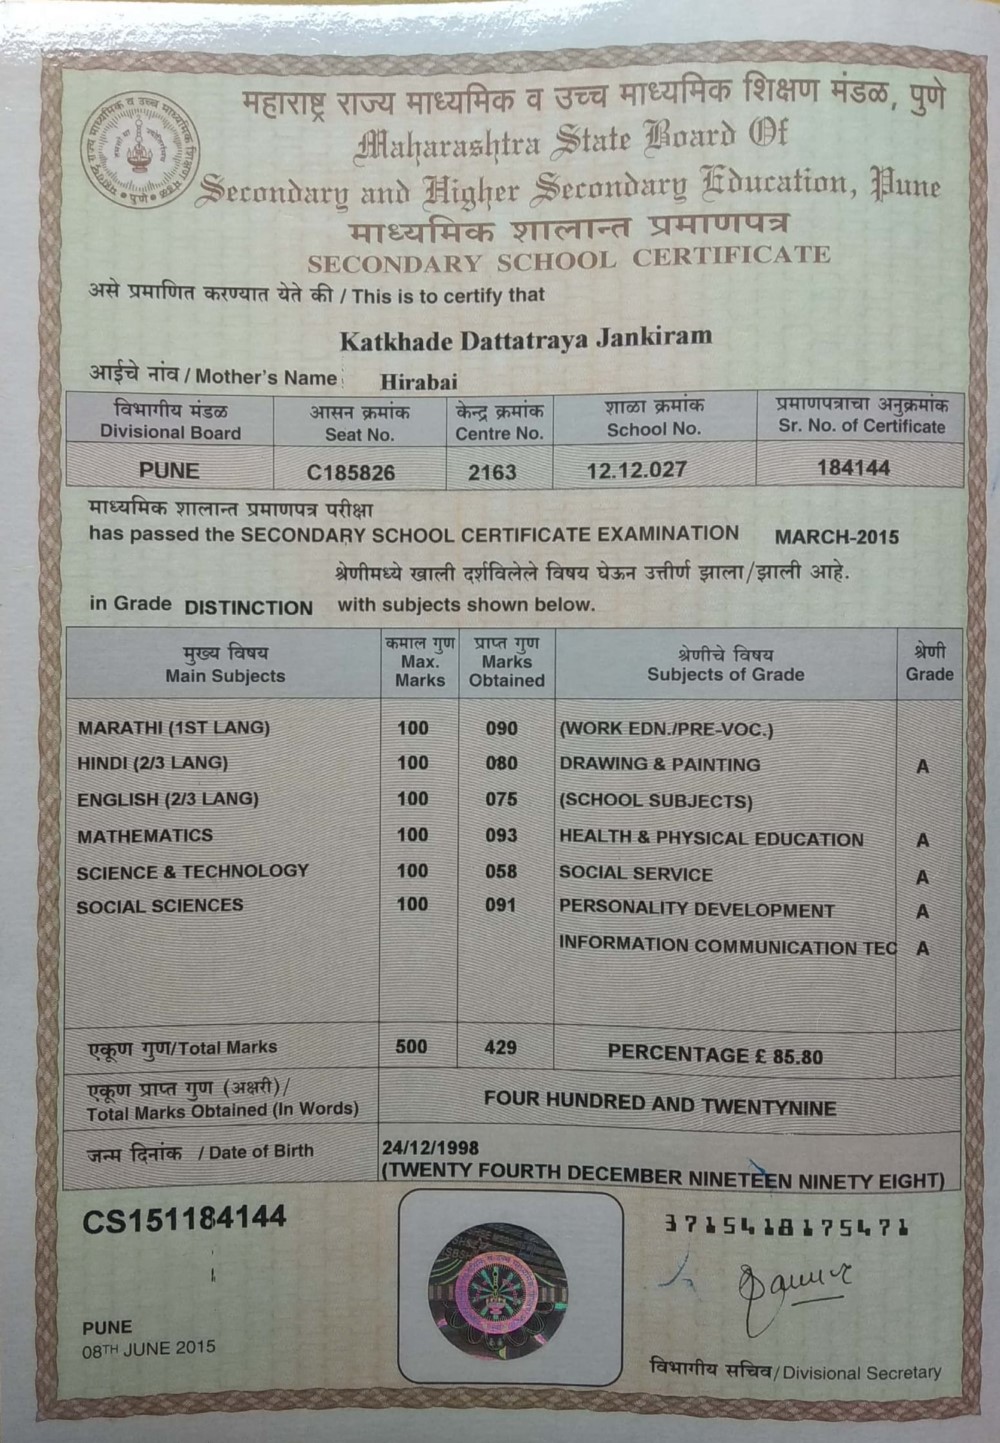 महाराष्ट्र राज्य माध्यमिक व उच्च माध्यमिक शिक्षण मंडळ, पुणे
Maharashtra State Board Of
Secondary and Higher Secondary Education, Pune
माध्यमिक शालान्त प्रमाणपत्र
SECONDARY SCHOOL CERTIFICATE
असे प्रमाणित करण्यात येते की / This is to certify that
Katkhade Dattatraya Jankiram
आईचे नांव / Mother's Name : Hirabai
विभागीय मंडळ आसन क्रमांक केन्द्र क्रमांक शाळा क्रमांक प्रमाणपत्राचा अनुक्रमांक
Divisional Board Seat No. Centre No. School No. Sr. No. of Certificate
PUNE C185826 2163 12.12.027 184144
माध्यमिक शालान्त प्रमाणपत्र परीक्षा
has passed the SECONDARY SCHOOL CERTIFICATE EXAMINATION MARCH-2015
श्रेणीमध्ये खाली दर्शविलेले विषय घेऊन उत्तीर्ण झाला/झाली आहे.
in Grade DISTINCTION with subjects shown below.
मुख्य विषय कमाल गुण प्राप्त गुण श्रेणीचे विषय श्रेणी
Main Subjects Max. Marks Marks Obtained Subjects of Grade Grade
MARATHI (1ST LANG) 100 090 (WORK EDN./PRE-VOC.)
HINDI (2/3 LANG) 100 080 DRAWING & PAINTING A
ENGLISH (2/3 LANG) 100 075 (SCHOOL SUBJECTS)
MATHEMATICS 100 093 HEALTH & PHYSICAL EDUCATION A
SCIENCE & TECHNOLOGY 100 058 SOCIAL SERVICE A
SOCIAL SCIENCES 100 091 PERSONALITY DEVELOPMENT A
INFORMATION COMMUNICATION TEC A
एकूण गुण/Total Marks 500 429 PERCENTAGE £ 85.80
एकूण प्राप्त गुण (अक्षरी)/
Total Marks Obtained (In Words) FOUR HUNDRED AND TWENTYNINE
जन्म दिनांक / Date of Birth 24/12/1998
(TWENTY FOURTH DECEMBER NINETEEN NINETY EIGHT)
CS151184144
3715418175471
PUNE
08TH JUNE 2015
विभागीय सचिव/Divisional Secretary